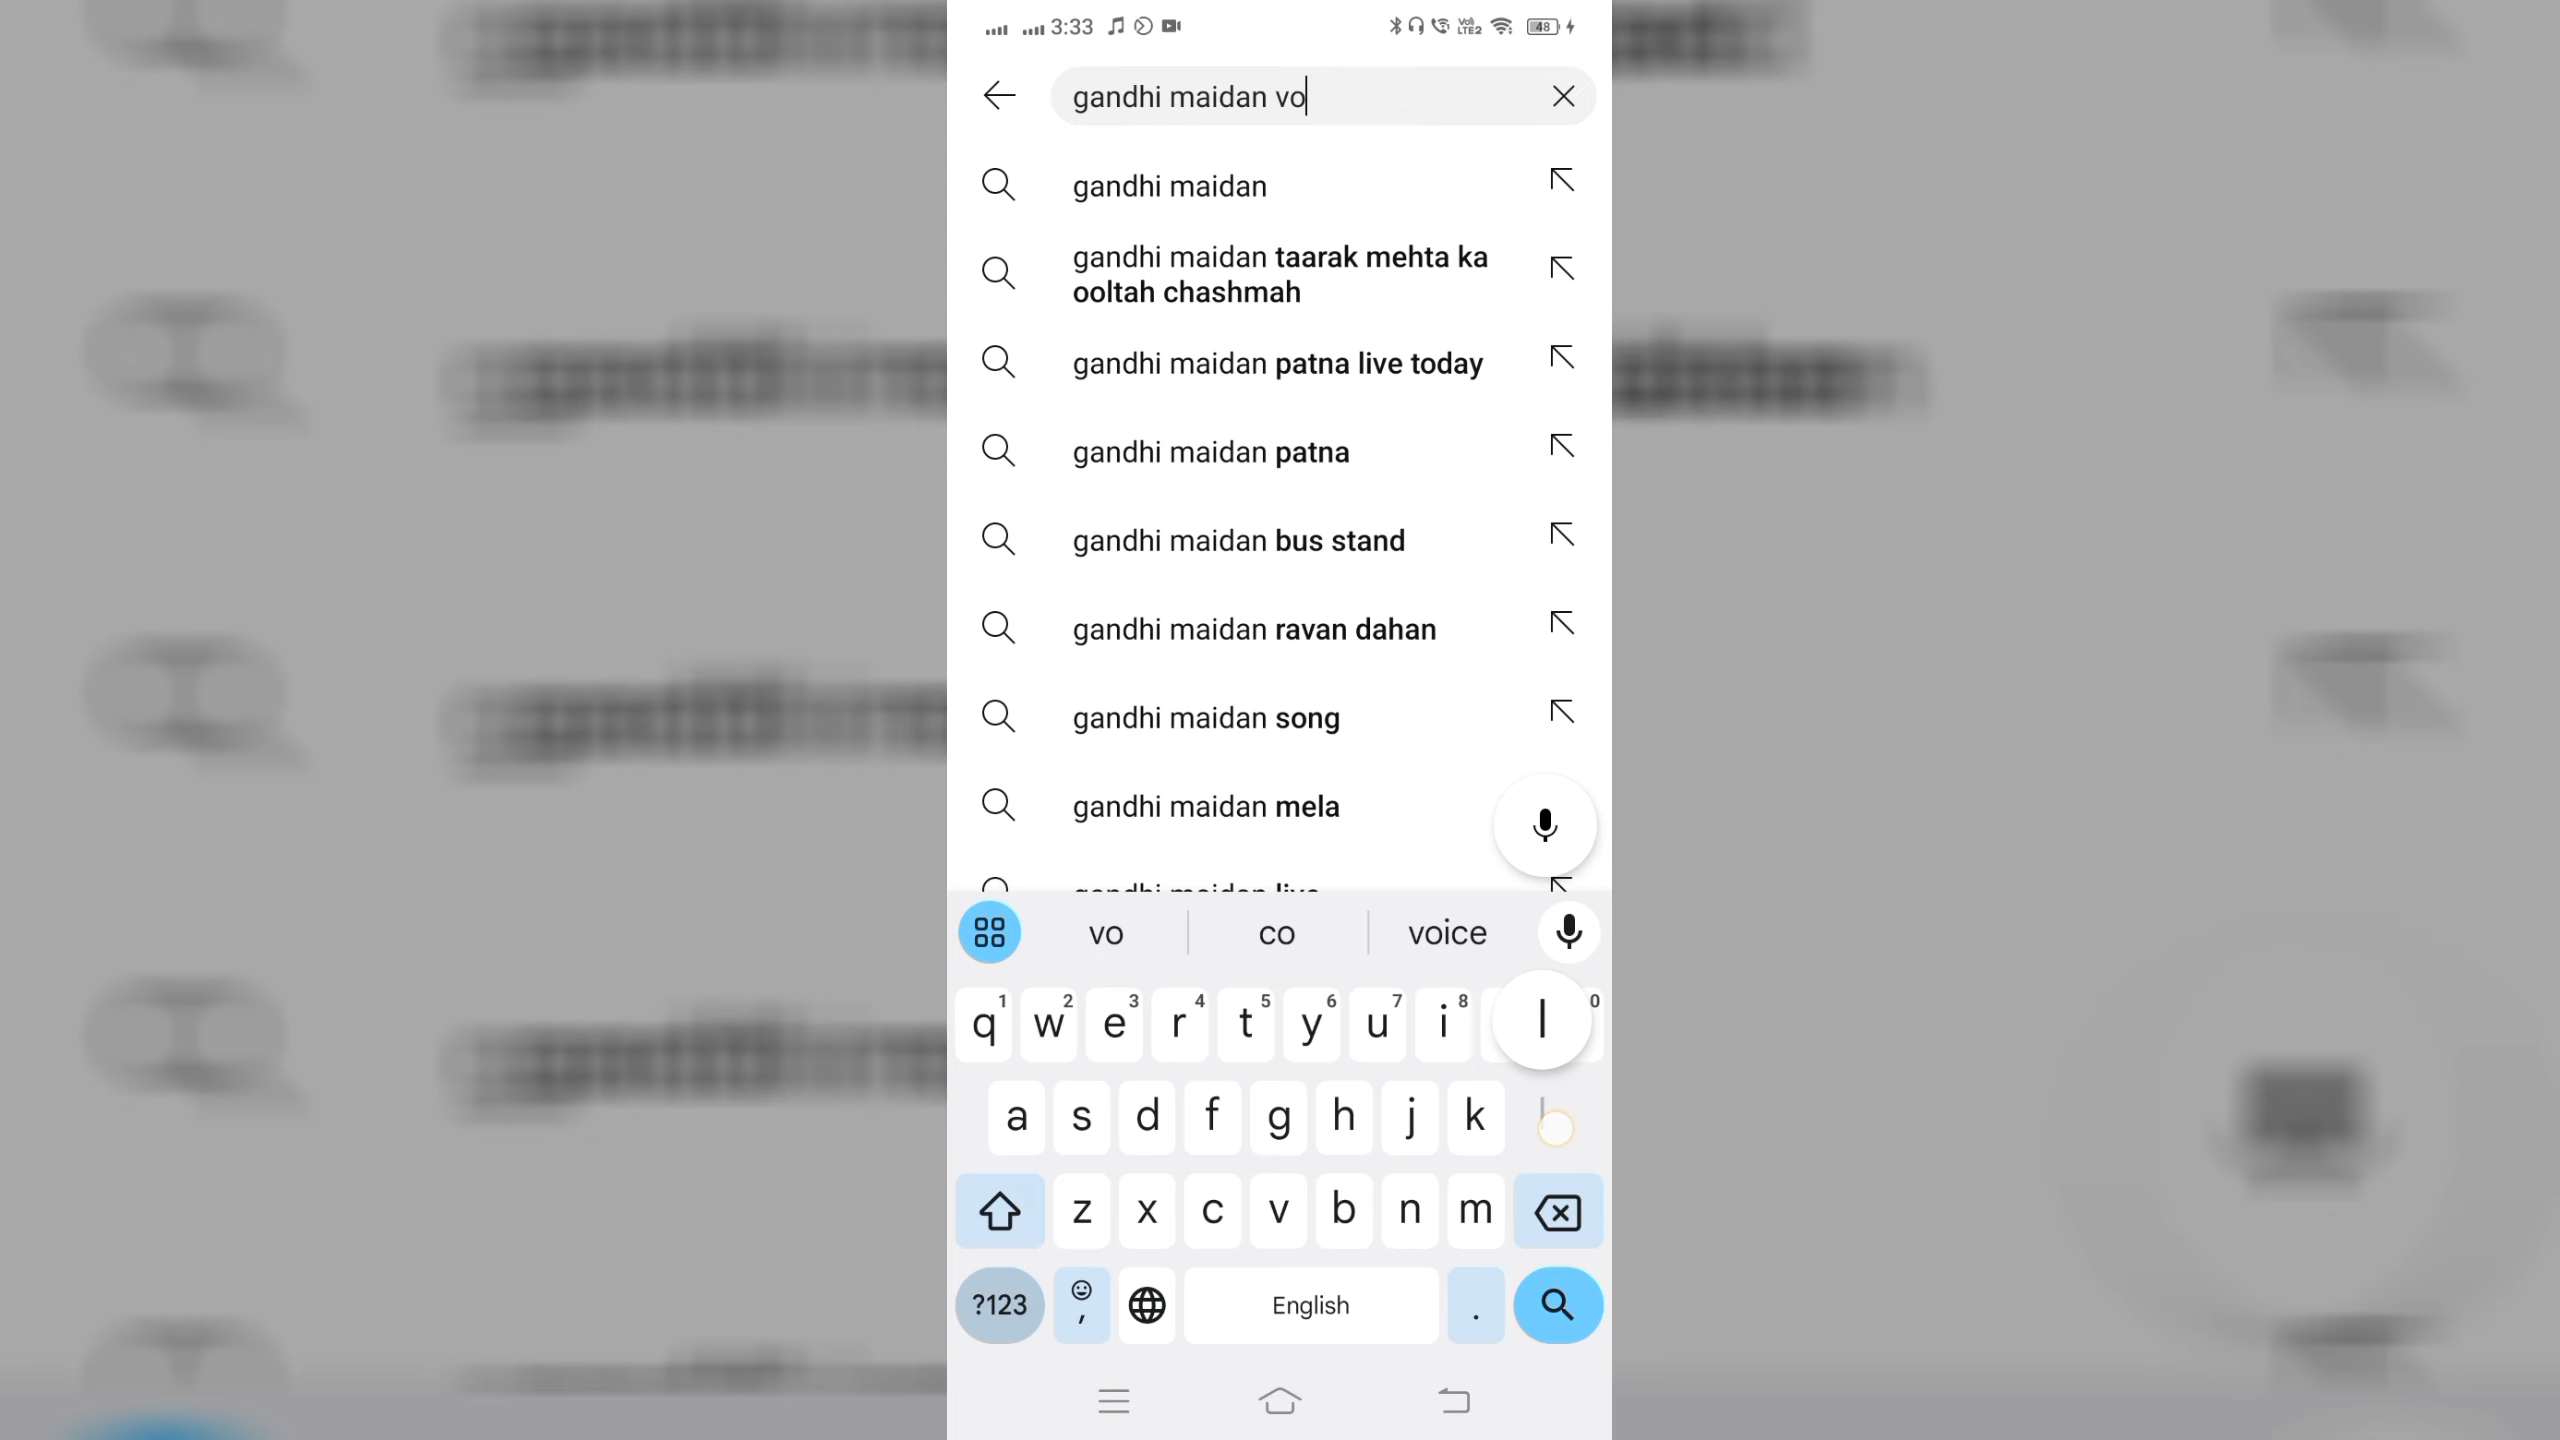 3:33
VoLTE2
48
gandhi maidan vo
gandhi maidan
gandhi maidan taarak mehta ka
ooltah chashmah
gandhi maidan patna live today
gandhi maidan patna
gandhi maidan bus stand
gandhi maidan ravan dahan
gandhi maidan song
gandhi maidan mela
gandhi maidan live
vo co voice
q1 w2 e3 r4 t5 y6 u7 i8 l 0
a s d f g h j k l
z x c v b n m
?123 , English .